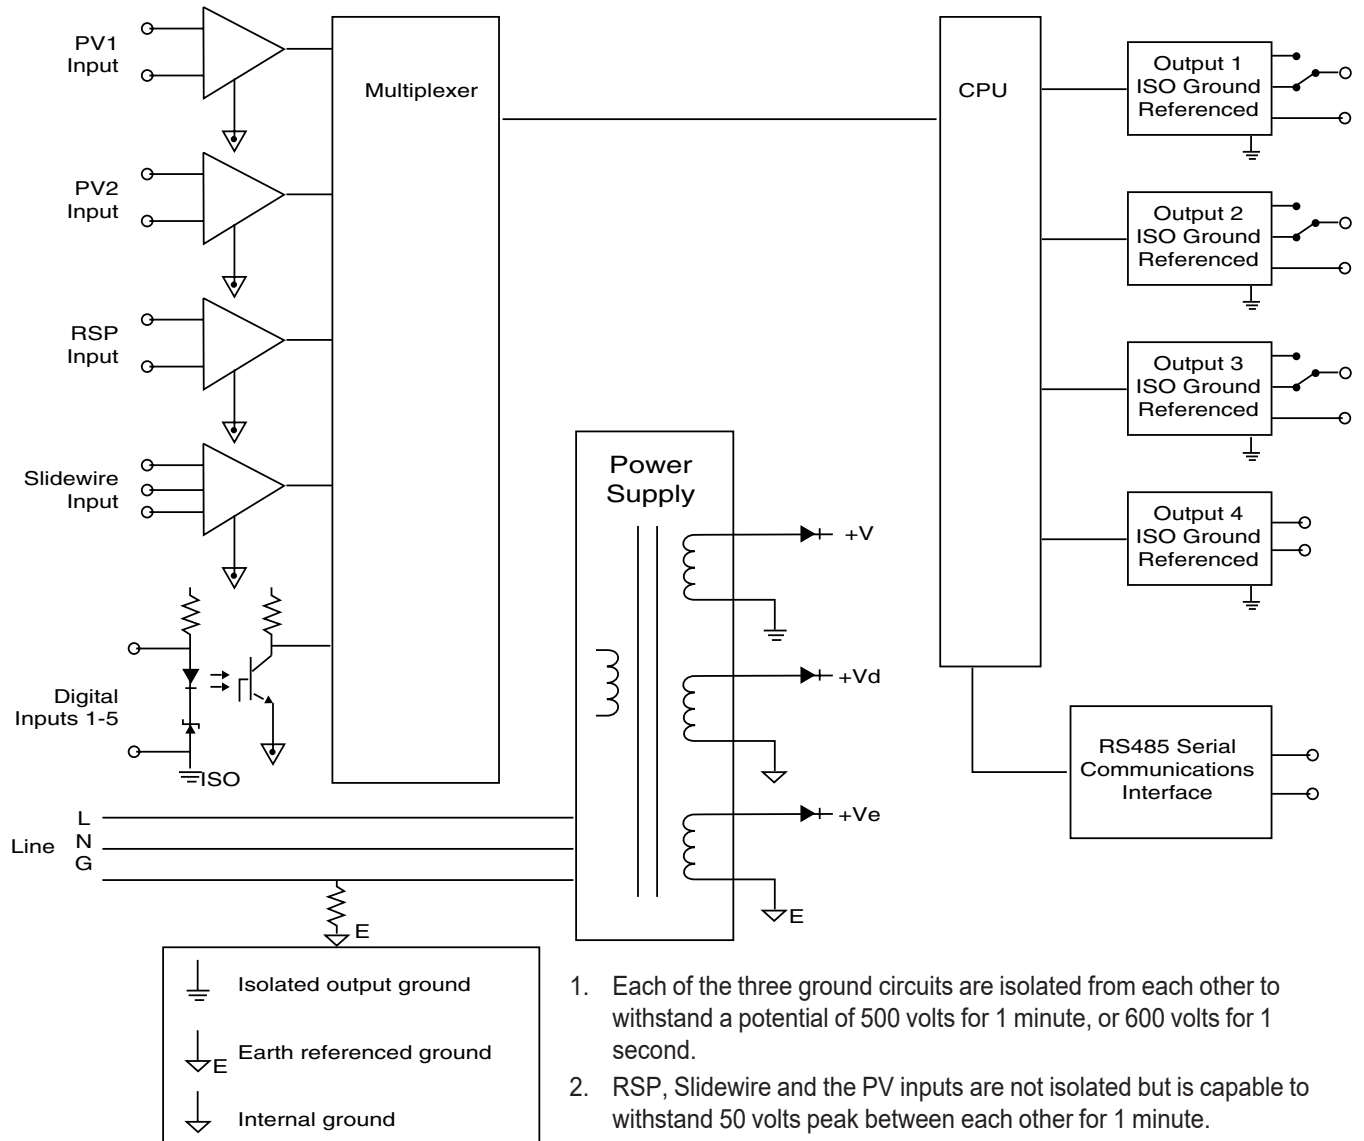 PV1
Input
PV2
Input
RSP
Input
Slidewire
Input
Digital
Inputs 1-5
ISO
Multiplexer
CPU
Output 1
ISO Ground
Referenced
Output 2
ISO Ground
Referenced
Output 3
ISO Ground
Referenced
Output 4
ISO Ground
Referenced
RS485 Serial
Communications
Interface
Power
Supply
+V
+Vd
+Ve
E
Line
L
N
G
E
Isolated output ground
E
Earth referenced ground
Internal ground
1. Each of the three ground circuits are isolated from each other to
withstand a potential of 500 volts for 1 minute, or 600 volts for 1
second.
2. RSP, Slidewire and the PV inputs are not isolated but is capable to
withstand 50 volts peak between each other for 1 minute.